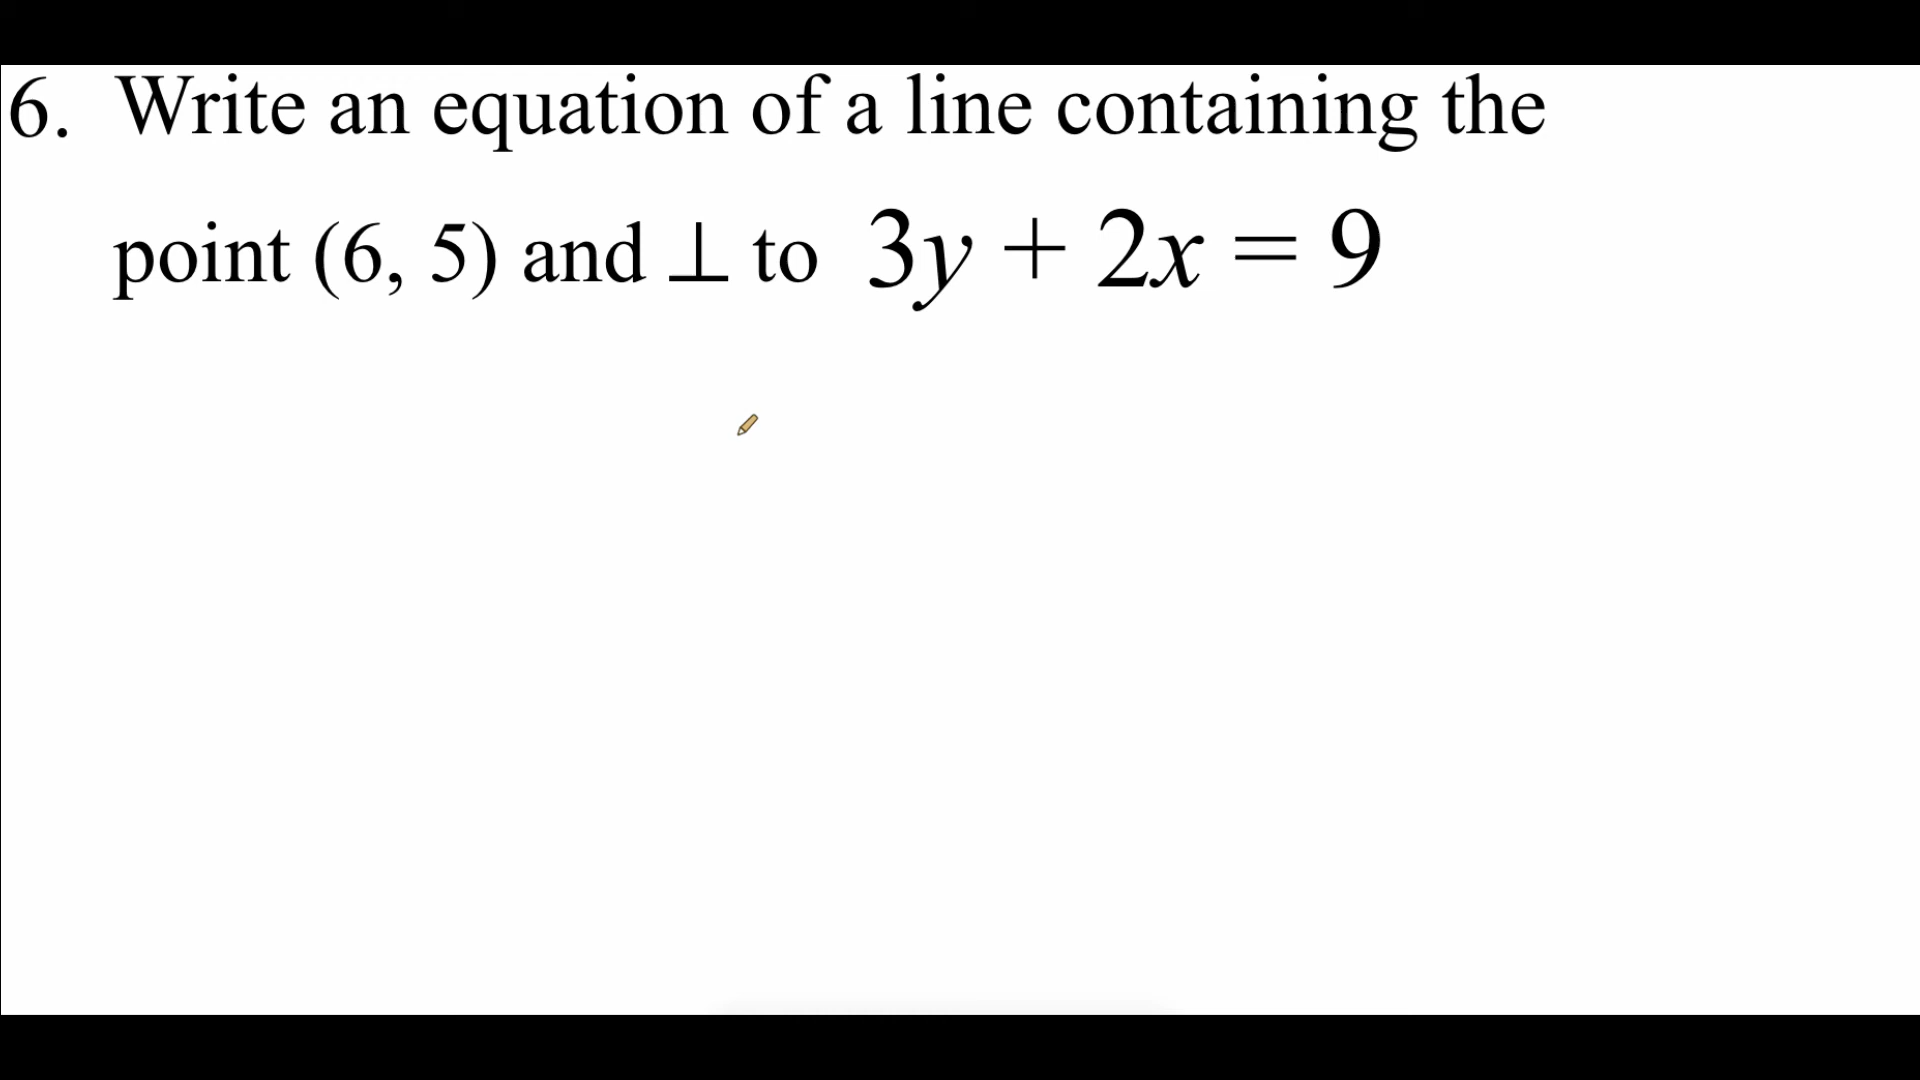 6. Write an equation of a line containing the
point (6, 5) and ⊥ to 3y + 2x = 9